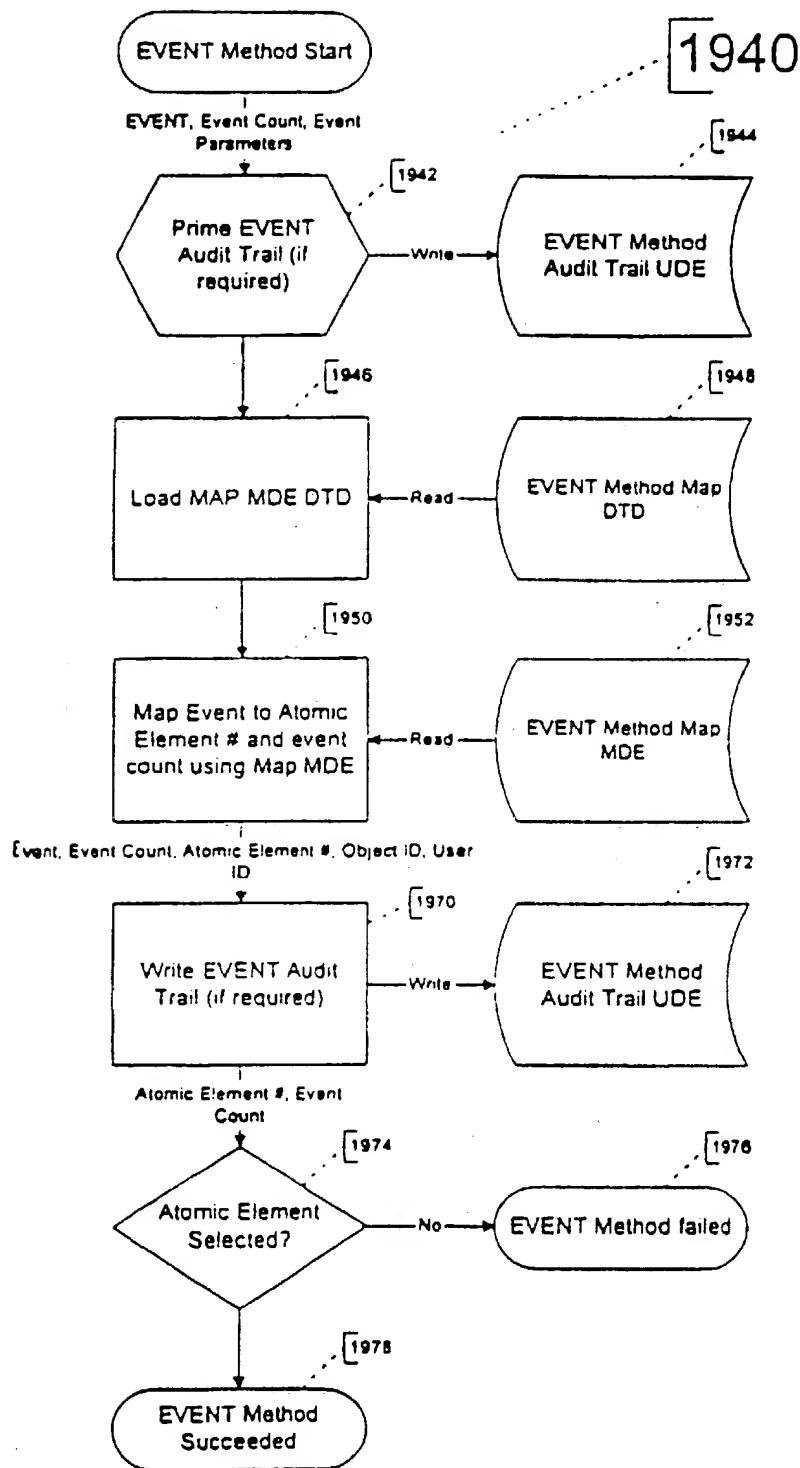 EVENT Method Start
1940
EVENT, Event Count, Event
Parameters
1942
1944
Prime EVENT
Audit Trail (if
required)
Write
EVENT Method
Audit Trail UDE
1946
1948
Load MAP MDE DTD
Read
EVENT Method Map
DTD
1950
1952
Map Event to Atomic
Element # and event
count using Map MDE
Read
EVENT Method Map
MDE
Event, Event Count, Atomic Element #, Object ID, User
ID
1970
1972
Write EVENT Audit
Trail (if required)
Write
EVENT Method
Audit Trail UDE
Atomic Element #, Event
Count
1974
1976
Atomic Element
Selected?
No
EVENT Method failed
1978
EVENT Method
Succeeded